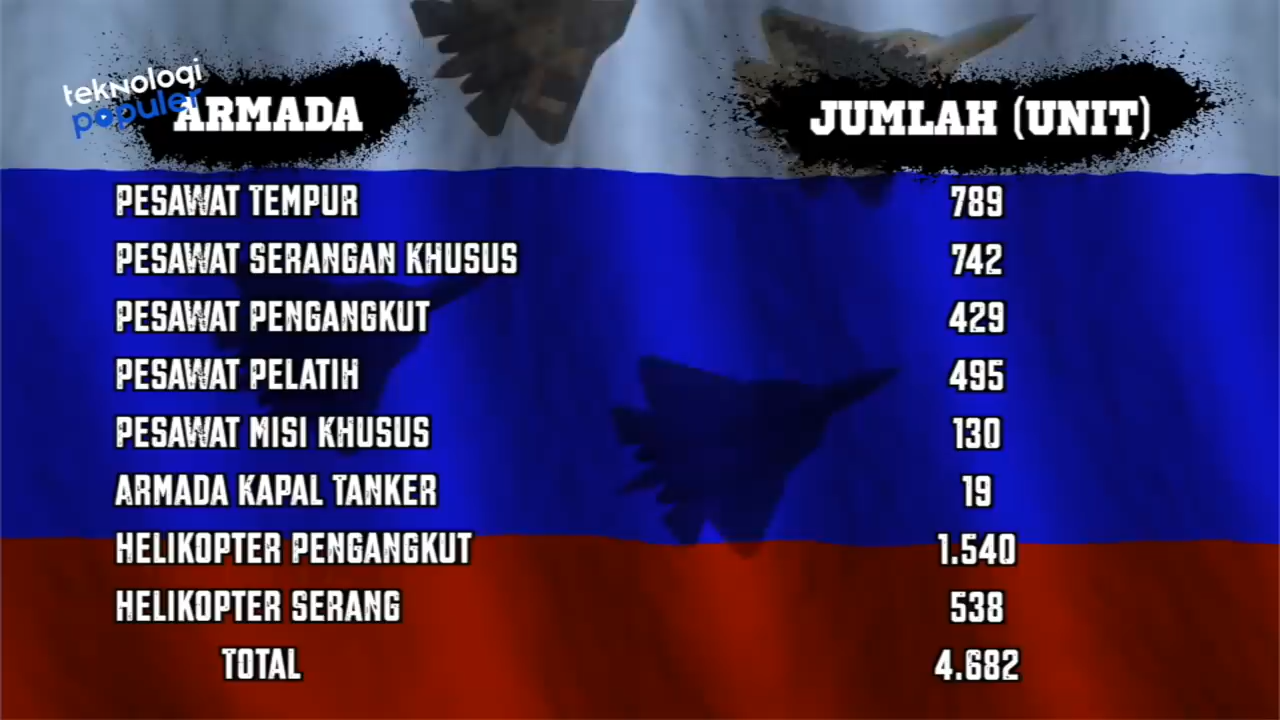 teknologi
populer
ARMADA JUMLAH (UNIT)
PESAWAT TEMPUR 789
PESAWAT SERANGAN KHUSUS 742
PESAWAT PENGANGKUT 429
PESAWAT PELATIH 495
PESAWAT MISI KHUSUS 130
ARMADA KAPAL TANKER 19
HELIKOPTER PENGANGKUT 1.540
HELIKOPTER SERANG 538
TOTAL 4.682